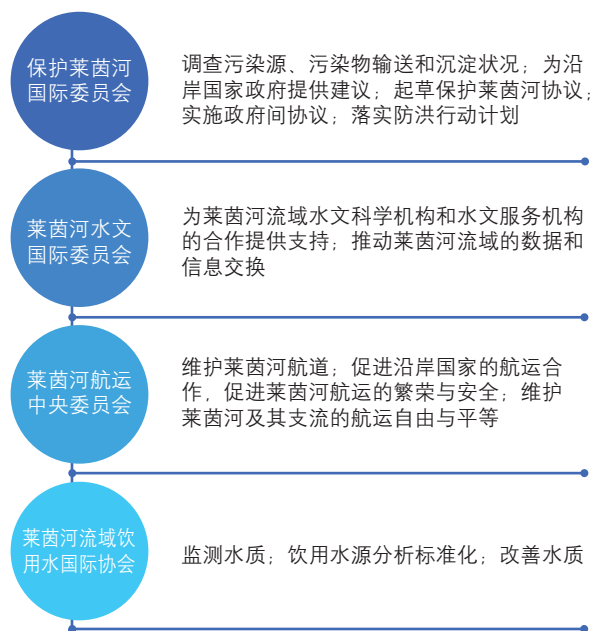 保护莱茵河
国际委员会
调查污染源、污染物输送和沉淀状况；为沿
岸国家政府提供建议；起草保护莱茵河协议；
实施政府间协议；落实防洪行动计划
莱茵河水文
国际委员会
为莱茵河流域水文科学机构和水文服务机构
的合作提供支持；推动莱茵河流域的数据和
信息交换
莱茵河航运
中央委员会
维护莱茵河航道；促进沿岸国家的航运合
作，促进莱茵河航运的繁荣与安全；维护
莱茵河及其支流的航运自由与平等
莱茵河流域饮
用水国际协会
监测水质；饮用水源分析标准化；改善水质